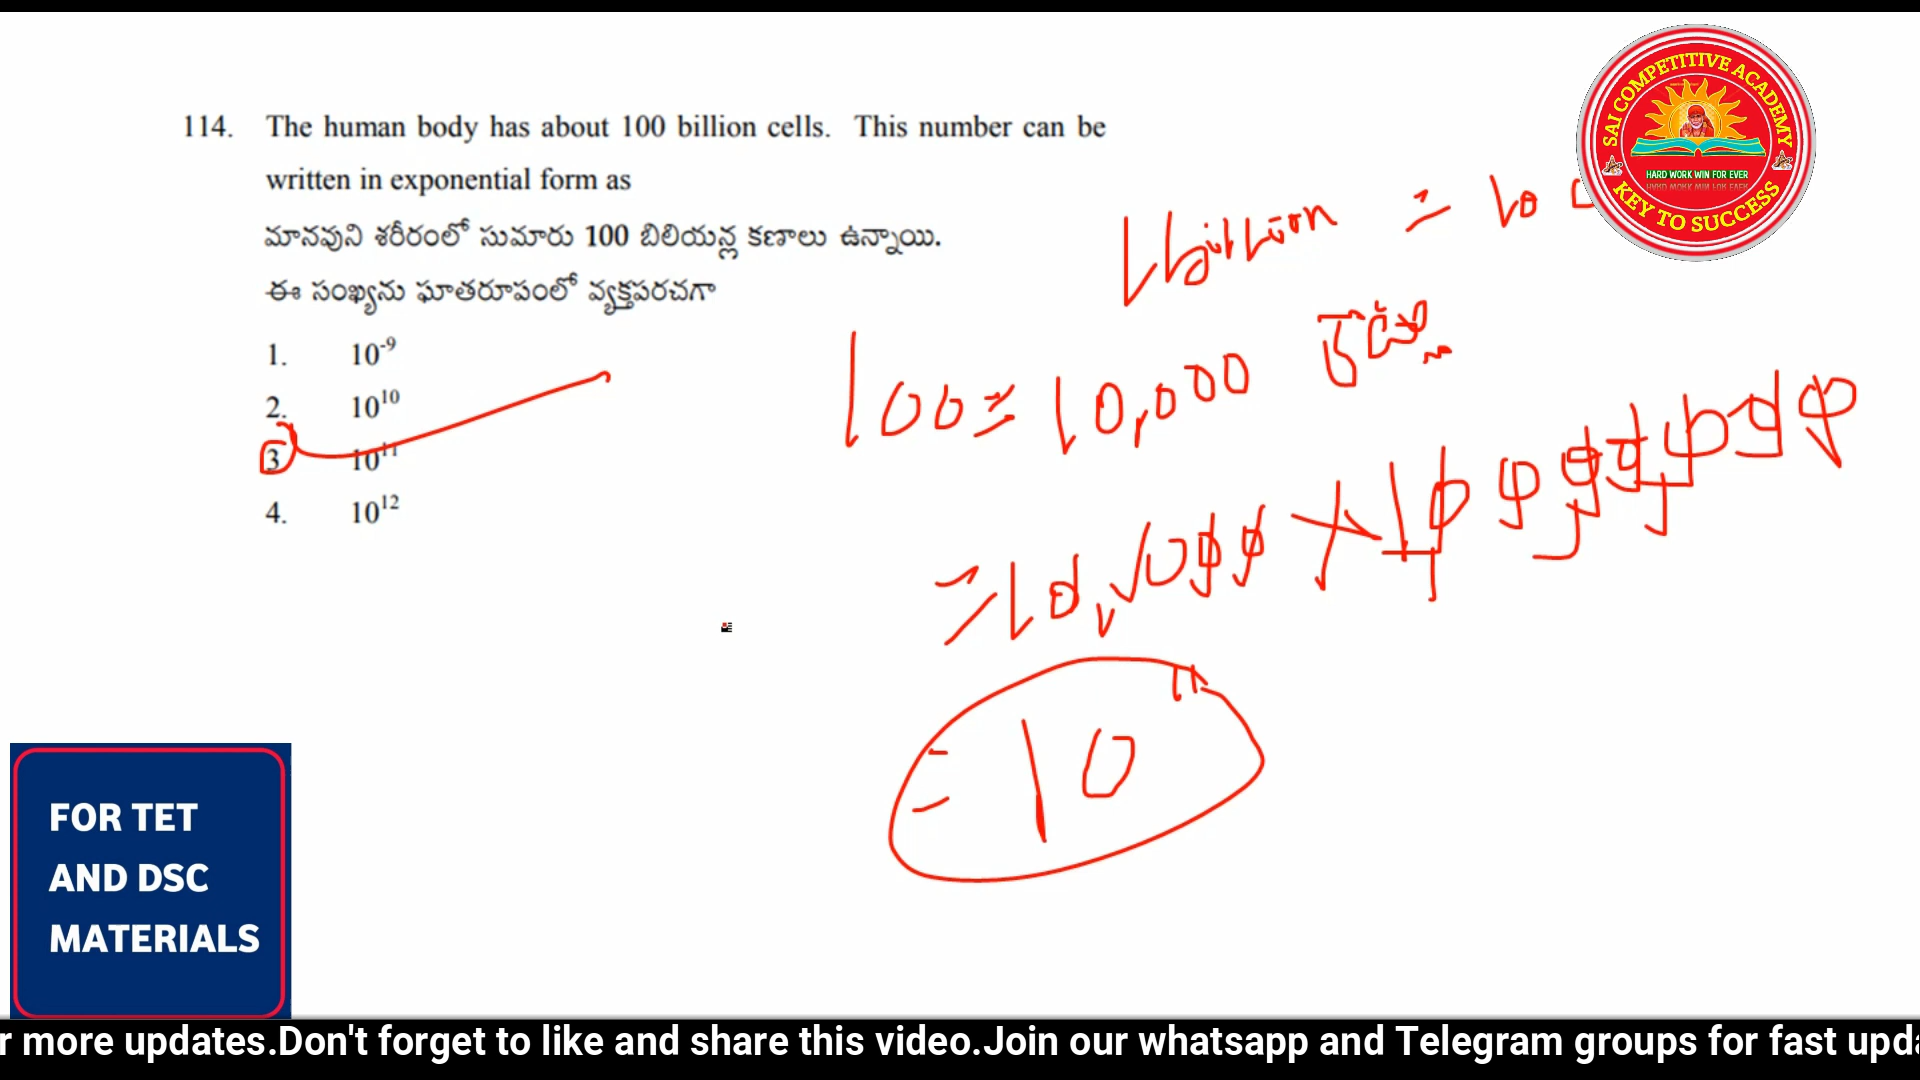 114. The human body has about 100 billion cells. This number can be
written in exponential form as
మానవుని శరీరంలో సుమారు 100 బిలియన్ల కణాలు ఉన్నాయి.
ఈ సంఖ్యను ఘాతరూపంలో వ్యక్తపరచగా
1. 10⁻⁹
2. 10¹⁰
3. 10¹¹
4. 10¹²
1 billion = 10
100 = 10,000
= 10,000 × 10000000
= 10¹¹
SAI COMPETITIVE ACADEMY
HARD WORK WIN FOR EVER
KEY TO SUCCESS
FOR TET
AND DSC
MATERIALS
r more updates.Don't forget to like and share this video.Join our whatsapp and Telegram groups for fast upda